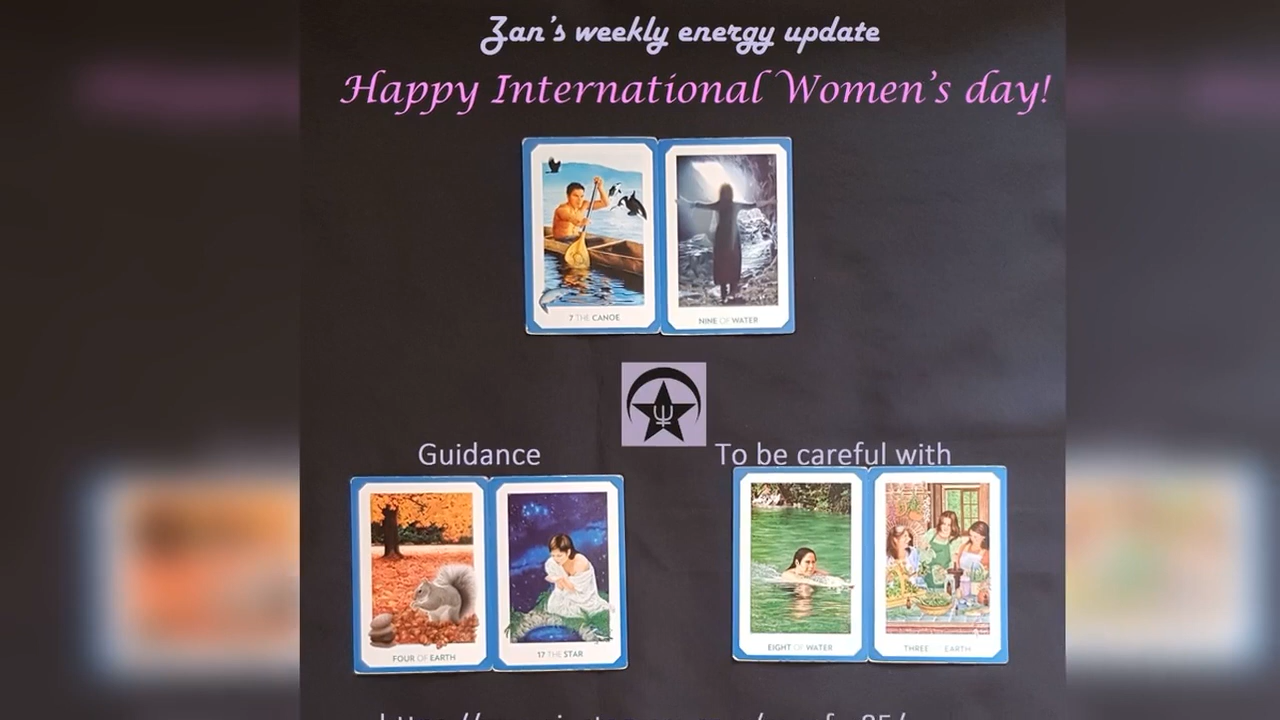 Zan's weekly energy update
Happy International Women's day!
7 THE CANOE
NINE OF WATER
Guidance
To be careful with
FOUR OF EARTH
17 THE STAR
EIGHT OF WATER
THREE EARTH